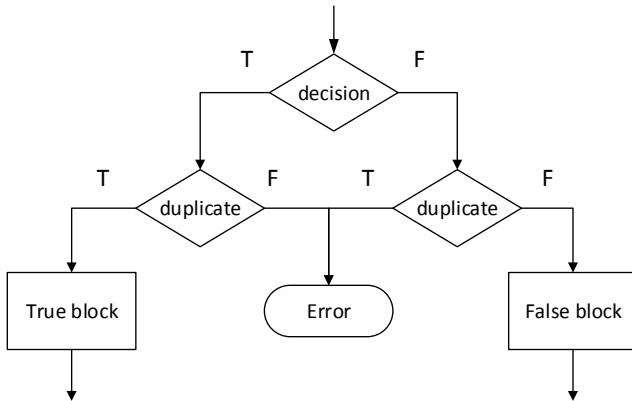 T
F
decision
T
F
T
F
duplicate
duplicate
True block
Error
False block